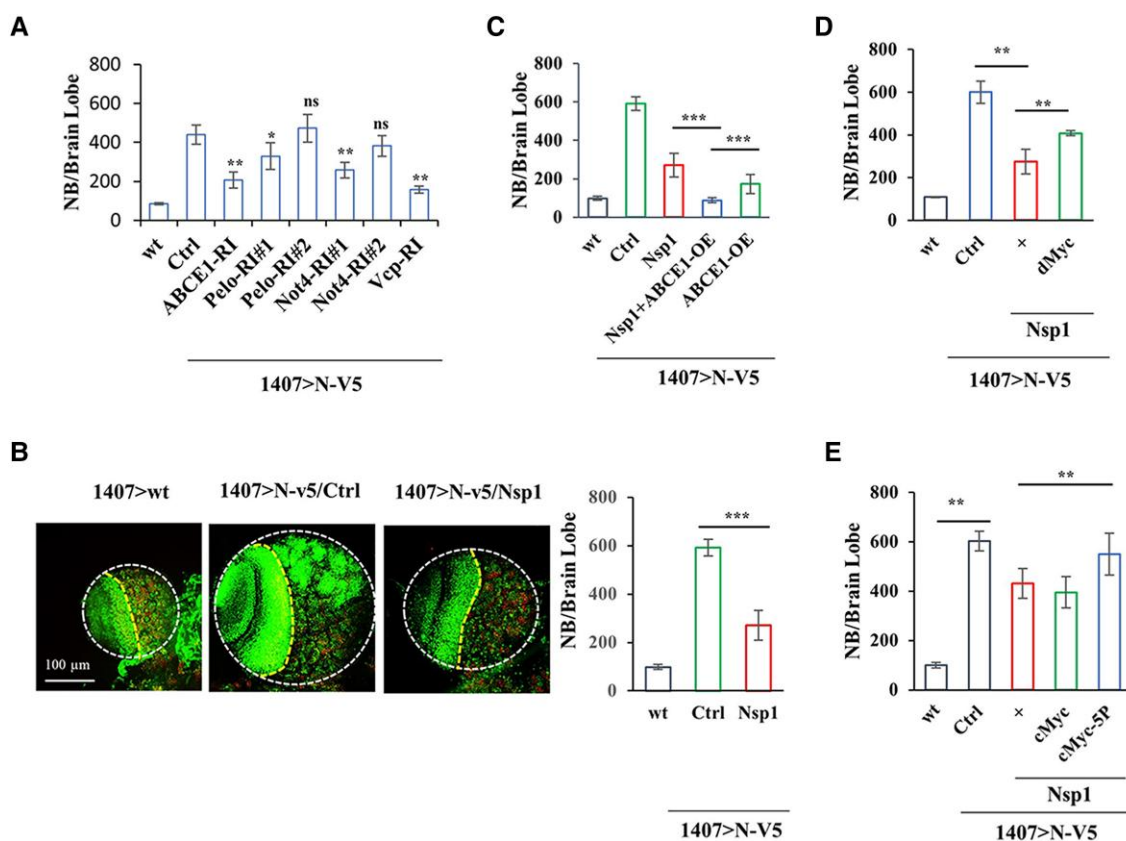 A
NB/Brain Lobe
800
600
400
200
0
**
*
ns
**
ns
**
wt
Ctrl
ABCE1-RI
Pelo-RI#1
Pelo-RI#2
Not4-RI#1
Not4-RI#2
Vcp-RI
1407>N-V5
C
NB/Brain Lobe
800
600
400
200
0
***
***
wt
Ctrl
Nsp1
Nsp1+ABCE1-OE
ABCE1-OE
1407>N-V5
D
NB/Brain Lobe
800
600
400
200
0
**
**
wt
Ctrl
×
dMyc
Nsp1
1407>N-V5
B
1407>wt
1407>N-v5/Ctrl
1407>N-v5/Nsp1
100 µm
NB/Brain Lobe
800
600
400
200
0
***
wt
Ctrl
Nsp1
1407>N-V5
E
NB/Brain Lobe
800
600
400
200
0
**
**
wt
Ctrl
×
cMyc
cMyc-5P
Nsp1
1407>N-V5